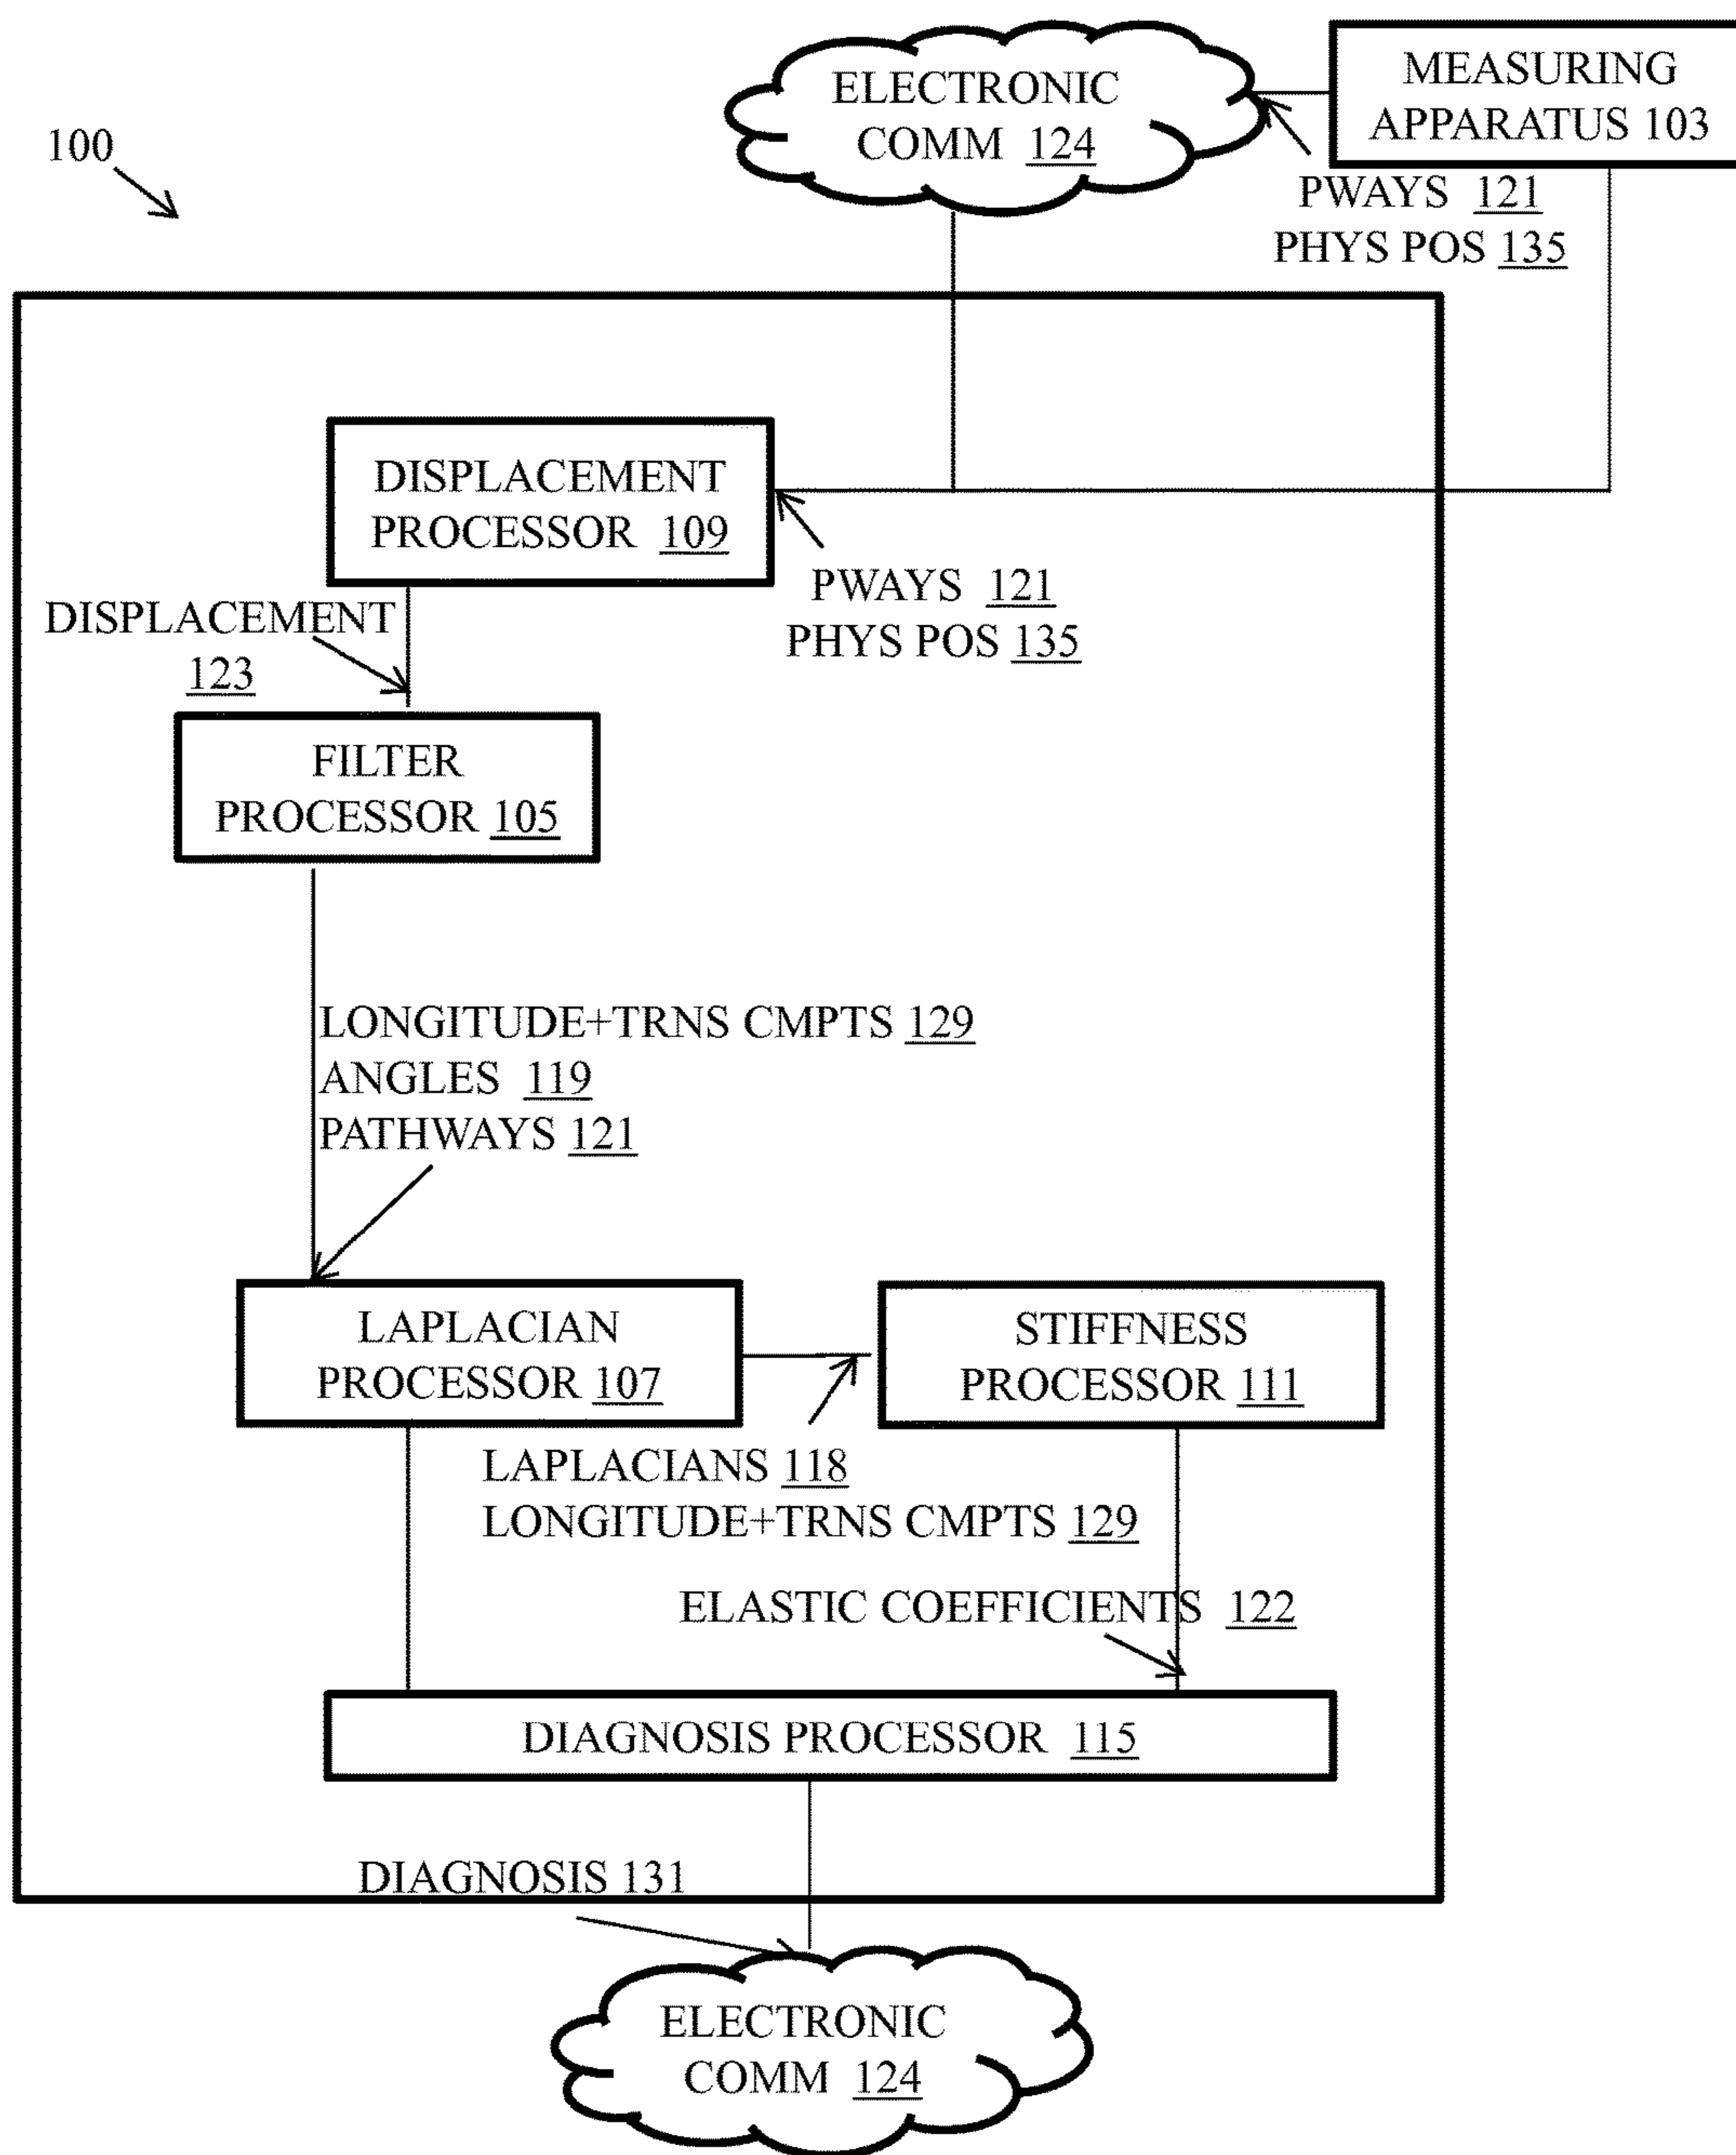 ELECTRONIC
COMM 124
MEASURING
APPARATUS 103
100
PWAYS 121
PHYS POS 135
DISPLACEMENT
PROCESSOR 109
PWAYS 121
PHYS POS 135
DISPLACEMENT
123
FILTER
PROCESSOR 105
LONGITUDE+TRNS CMPTS 129
ANGLES 119
PATHWAYS 121
LAPLACIAN
PROCESSOR 107
STIFFNESS
PROCESSOR 111
LAPLACIANS 118
LONGITUDE+TRNS CMPTS 129
ELASTIC COEFFICIENTS 122
DIAGNOSIS PROCESSOR 115
DIAGNOSIS 131
ELECTRONIC
COMM 124